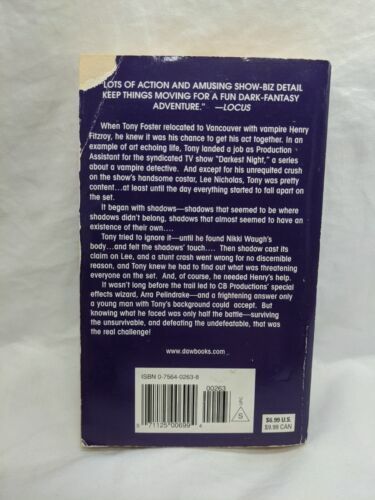 "LOTS OF ACTION AND AMUSING SHOW-BIZ DETAIL
KEEP THINGS MOVING FOR A FUN DARK-FANTASY
ADVENTURE." —LOCUS
When Tony Foster relocated to Vancouver with vampire Henry
Fitzroy, he knew it was his chance to get his act together. In an
example of art echoing life, Tony landed a job as Production
Assistant for the syndicated TV show "Darkest Night," a series
about a vampire detective. And except for his unrequited crush
on the show's handsome costar, Lee Nicholas, Tony was pretty
content...at least until the day everything started to fall apart on
the set.
It began with shadows—shadows that seemed to be where
shadows didn't belong, shadows that almost seemed to have an
existence of their own....
Tony tried to ignore it—until he found Nikki Waugh's
body...and felt the shadows' touch.... Then shadow cast its
claim on Lee, and a stunt crash went wrong for no discernible
reason, and Tony knew he had to find out what was threatening
everyone on the set. And, of course, he needed Henry's help.
It wasn't long before the trail led to CB Productions' special
effects wizard, Arra Pelindrake—and a frightening answer only
a young man with Tony's background could accept. But
knowing what he faced was only half the battle—surviving
the unsurvivable, and defeating the undefeatable, that was
the real challenge!
www.dawbooks.com
ISBN 0-7564-0263-8
00263
UPC
S
$6.99 U.S.
$9.99 CAN
0 71125 00699 4